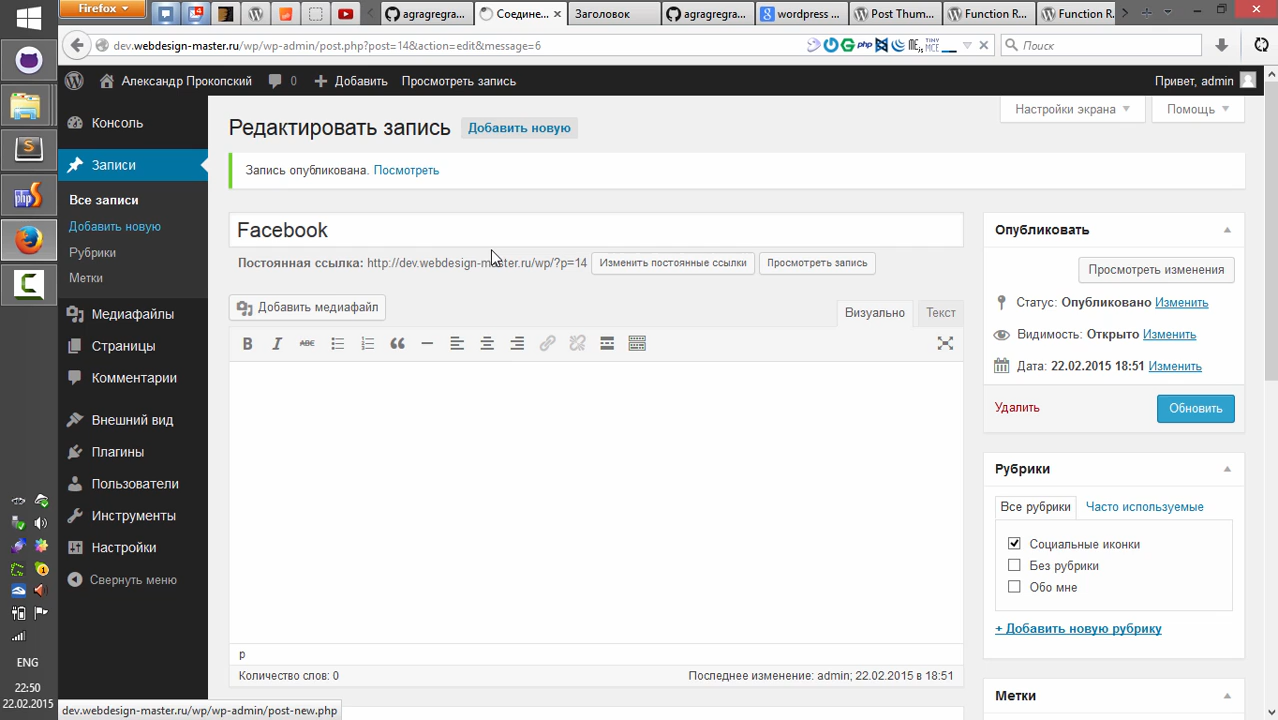 Firefox
agragregra...
Соедине...
Заголовок
agragregra...
wordpress ...
Post Thum...
Function R...
Function R...
dev.webdesign-master.ru/wp/wp-admin/post.php?post=14&action=edit&message=6
php
Поиск
Александр Прокопский
0
Добавить
Просмотреть запись
Привет, admin
Консоль
Записи
Все записи
Добавить новую
Рубрики
Метки
Медиафайлы
Страницы
Комментарии
Внешний вид
Плагины
Пользователи
Инструменты
Настройки
Свернуть меню
Настройки экрана
Помощь
Редактировать запись
Добавить новую
Запись опубликована. Посмотреть
Facebook
Постоянная ссылка: http://dev.webdesign-master.ru/wp/?p=14
Изменить постоянные ссылки
Просмотреть запись
Добавить медиафайл
Визуально
Текст
B I ABC
p
Количество слов: 0
Последнее изменение: admin; 22.02.2015 в 18:51
Опубликовать
Просмотреть изменения
Статус: Опубликовано Изменить
Видимость: Открыто Изменить
Дата: 22.02.2015 18:51 Изменить
Удалить
Обновить
Рубрики
Все рубрики
Часто используемые
Социальные иконки
Без рубрики
Обо мне
+ Добавить новую рубрику
Метки
ENG
22:50
22.02.2015
dev.webdesign-master.ru/wp/wp-admin/post-new.php